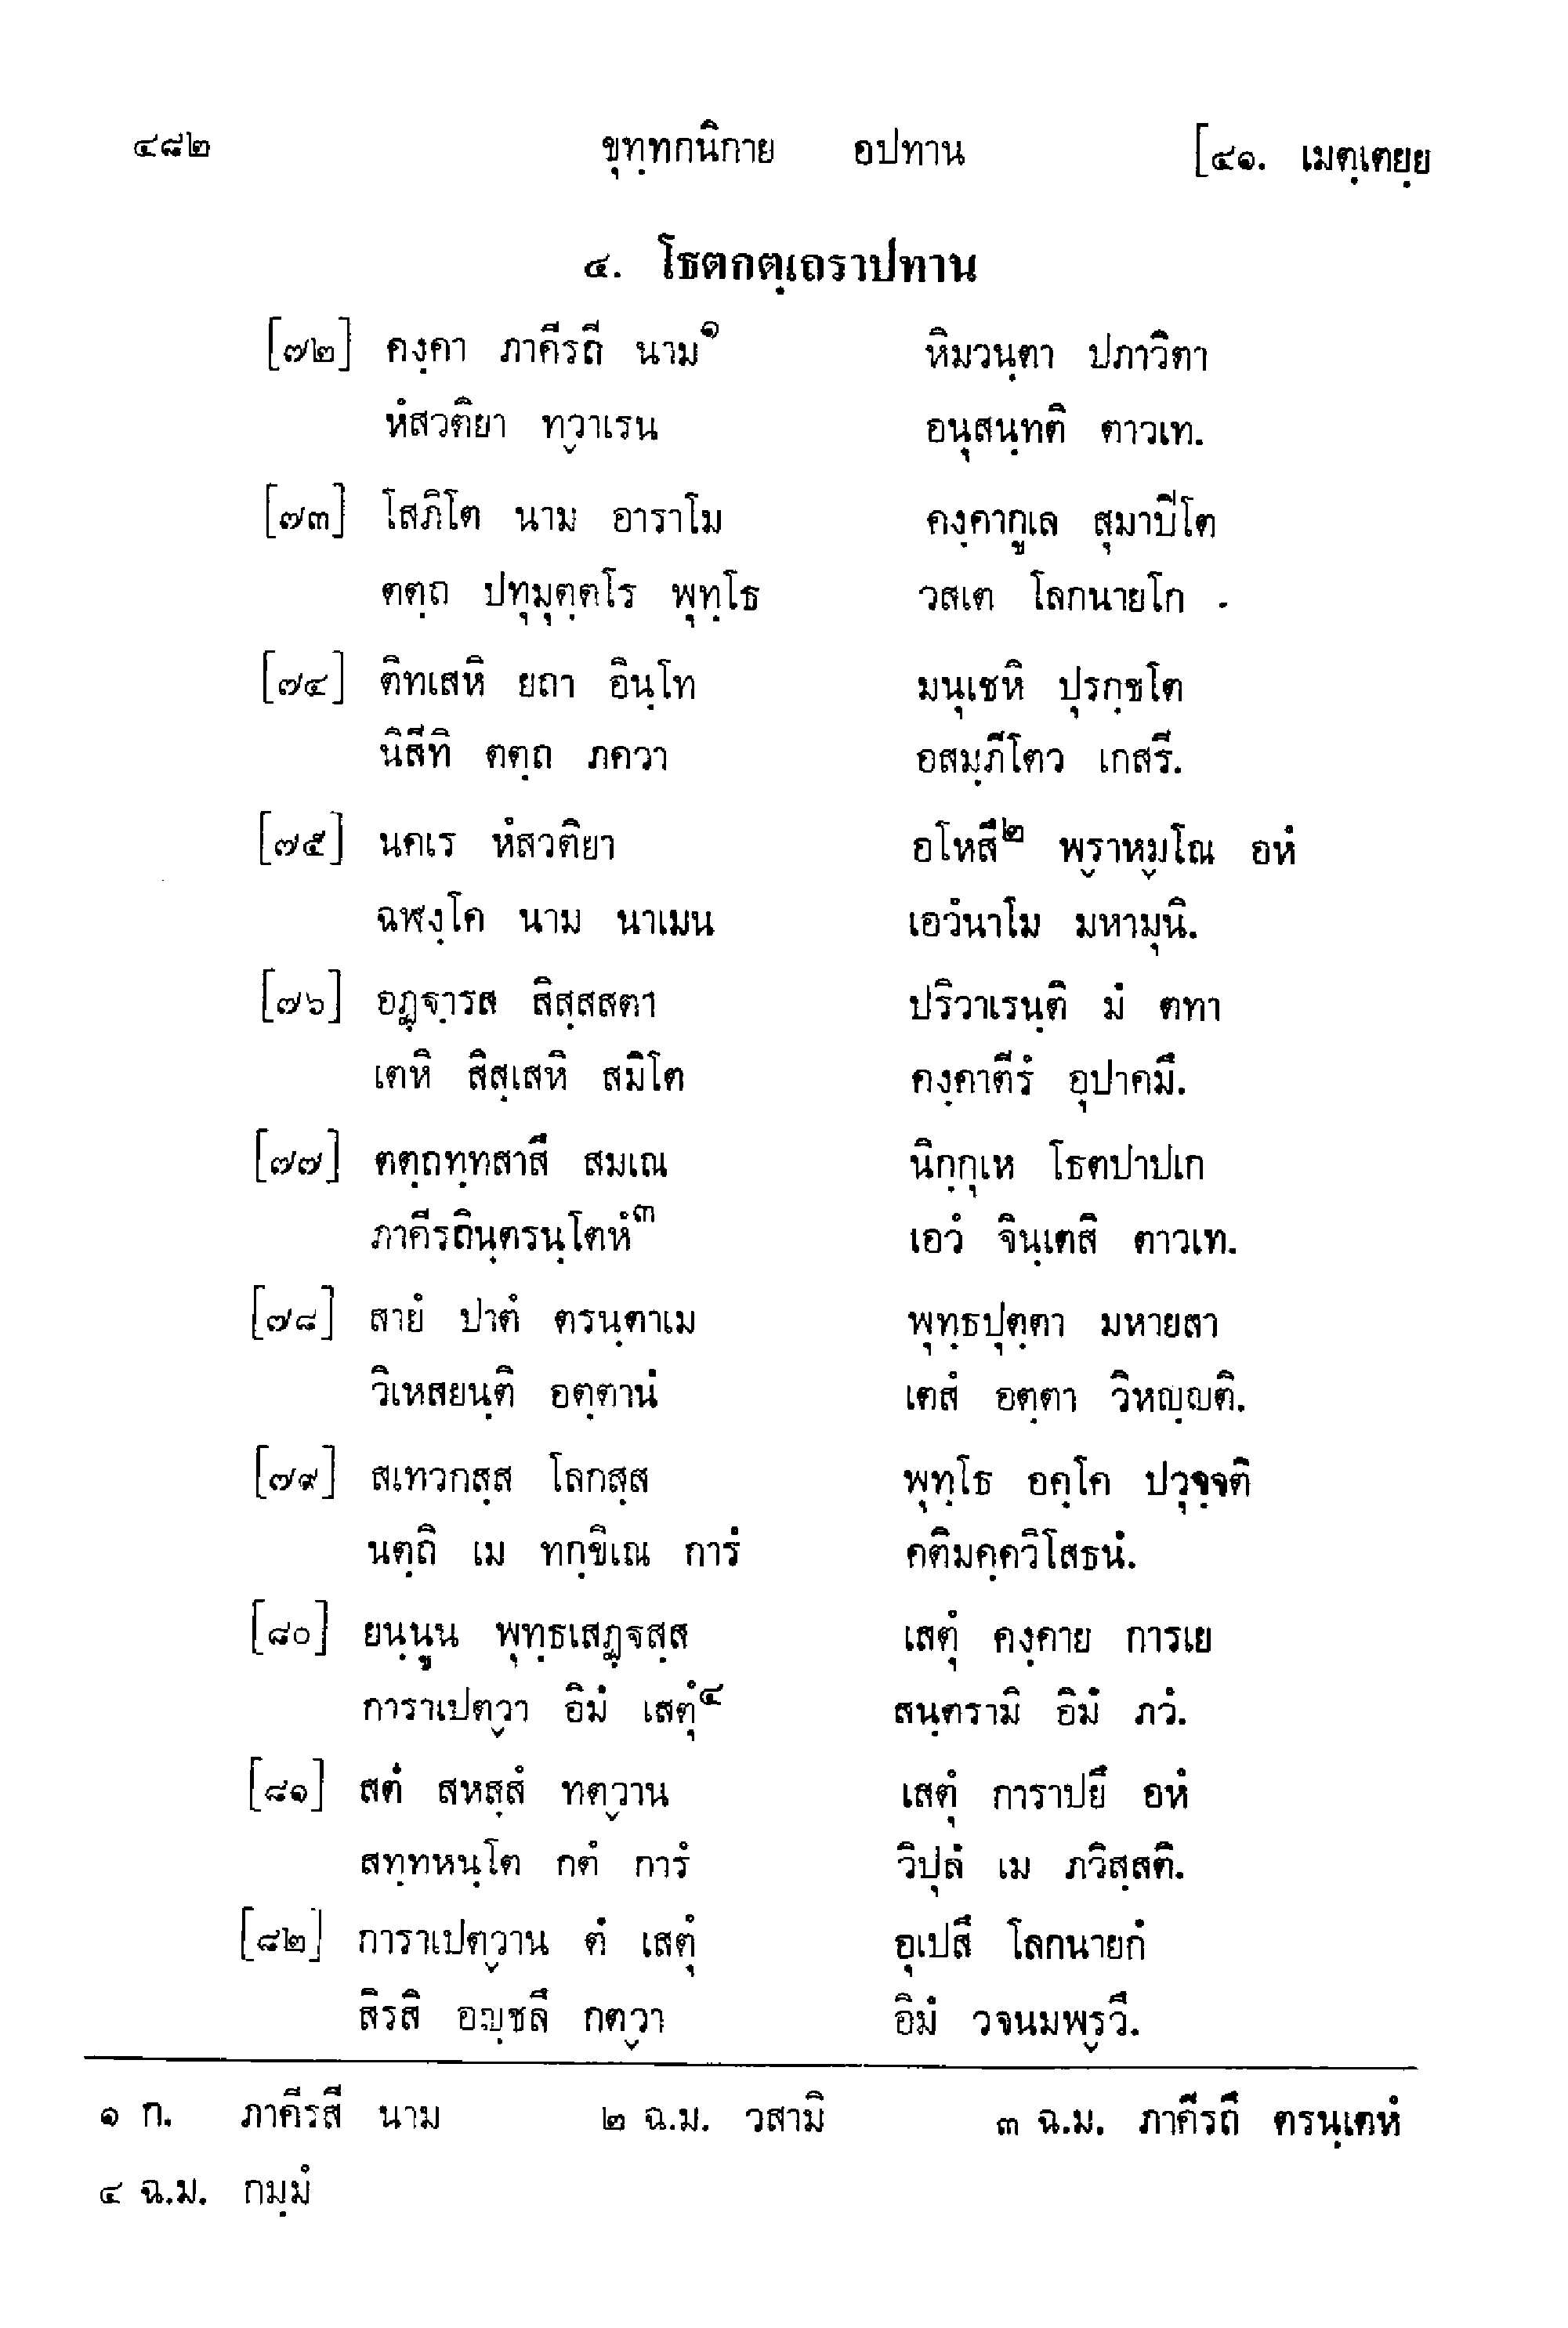 ๔๘๒ ขุทฺทกนิกาย อปทาน [๔๑. เมตฺเตยฺย
๔. โธตกตฺเถราปทาน
[๗๒] คงฺคา ภาคีรถี นาม๑ หิมวนฺตา ปภาวิตา
หํสวติยา ทฺวาเรน อนุสนฺทติ ตาวเท.
[๗๓] โสภิโต นาม อาราโม คงฺคากูเล สุมาปิโต
ตตฺถ ปทุมุตฺตโร พุทฺโธ วสเต โลกนายโก .
[๗๔] ติทเสหิ ยถา อินฺโท มนุเชหิ ปุรกฺขโต
นิสีทิ ตตฺถ ภควา อสมฺภีโตว เกสรี.
[๗๕] นคเร หํสวติยา อโหสึ๒ พฺราหฺมโณ อหํ
ฉฬงฺโค นาม นาเมน เอวํนาโม มหามุนิ.
[๗๖] อฏฺฐารส สิสฺสสตา ปริวาเรนฺติ มํ ตทา
เตหิ สิสฺเสหิ สมิโต คงฺคาตีรํ อุปาคมึ.
[๗๗] ตตฺถทฺทสาสึ สมเณ นิกฺกุเห โธตปาปเก
ภาคีรถินฺตรนฺโตหํ๓ เอวํ จินฺเตสิ ตาวเท.
[๗๘] สายํ ปาตํ ตรนฺตาเม พุทฺธปุตฺตา มหายสา
วิเหสยนฺติ อตฺตานํ เตสํ อตฺตา วิหญฺญติ.
[๗๙] สเทวกสฺส โลกสฺส พุทฺโธ อคฺโค ปวุจฺจติ
นตฺถิ เม ทกฺขิเณ การํ คติมคฺควิโสธนํ.
[๘๐] ยนฺนูน พุทฺธเสฏฺฐสฺส เสตุํ คงฺคาย การเย
การาเปตฺวา อิมํ เสตุํ๔ สนฺตรามิ อิมํ ภวํ.
[๘๑] สตํ สหสฺสํ ทตฺวาน เสตุํ การาปยึ อหํ
สทฺทหนฺโต กตํ การํ วิปุลํ เม ภวิสฺสติ.
[๘๒] การาเปตฺวาน ตํ เสตุํ อุเปสึ โลกนายกํ
สิรสิ อญฺชลึ กตฺวา อิมํ วจนมพฺรวึ.
๑ ก. ภาคีรสี นาม ๒ ฉ.ม. วสามิ ๓ ฉ.ม. ภาคีรถึ ตรนฺเตหํ
๔ ฉ.ม. กมฺมํ